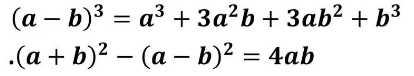 (a − b)³ = a³ + 3a²b + 3ab² + b³
.(a + b)² − (a − b)² = 4ab